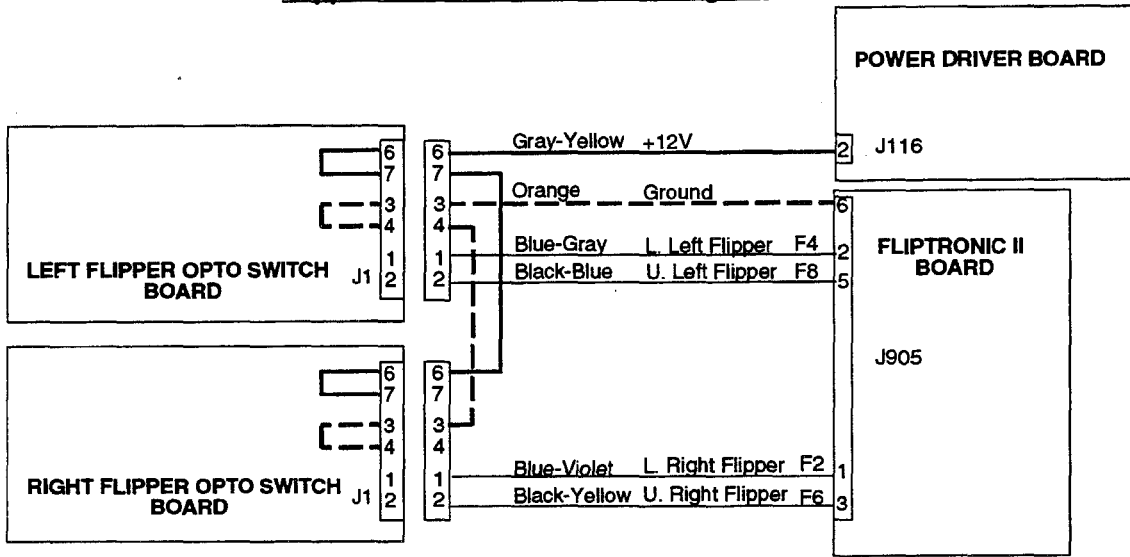 POWER DRIVER BOARD
2 J116
Gray-Yellow +12V
6 6
7 7
Orange Ground
3 3 6
4 4
Blue-Gray L. Left Flipper F4
1 1 2
Black-Blue U. Left Flipper F8
2 2 5
LEFT FLIPPER OPTO SWITCH
BOARD
J1
FLIPTRONIC II
BOARD
J905
6 6
7 7
3 3
4 4
Blue-Violet L. Right Flipper F2
1 1 1
Black-Yellow U. Right Flipper F6
2 2 3
RIGHT FLIPPER OPTO SWITCH
BOARD
J1